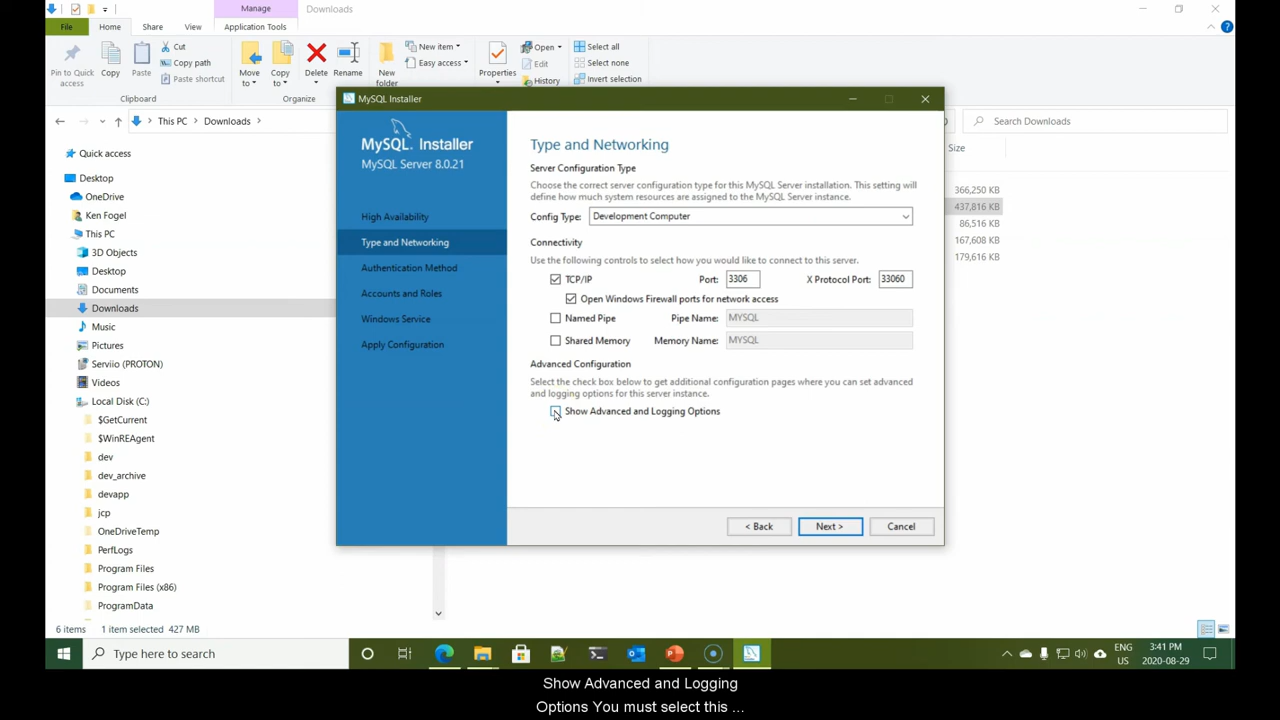 Manage
Downloads
File
Home
Share
View
Application Tools
Pin to Quick access
Copy
Paste
Cut
Copy path
Paste shortcut
Clipboard
Move to
Copy to
Delete
Rename
Organize
New folder
New item
Easy access
Properties
Open
Edit
History
Select all
Select none
Invert selection
This PC
Downloads
Search Downloads
Size
366,250 KB
437,816 KB
86,516 KB
167,608 KB
179,616 KB
Quick access
Desktop
OneDrive
Ken Fogel
This PC
3D Objects
Desktop
Documents
Downloads
Music
Pictures
Serviio (PROTON)
Videos
Local Disk (C:)
$GetCurrent
$WinREAgent
dev
dev_archive
devapp
jcp
OneDriveTemp
PerfLogs
Program Files
Program Files (x86)
ProgramData
6 items
1 item selected 427 MB
MySQL Installer
MySQL. Installer
MySQL Server 8.0.21
High Availability
Type and Networking
Authentication Method
Accounts and Roles
Windows Service
Apply Configuration
Type and Networking
Server Configuration Type
Choose the correct server configuration type for this MySQL Server installation. This setting will
define how much system resources are assigned to the MySQL Server instance.
Config Type: Development Computer
Connectivity
Use the following controls to select how you would like to connect to this server.
TCP/IP Port: 3306 X Protocol Port: 33060
Open Windows Firewall ports for network access
Named Pipe Pipe Name: MYSQL
Shared Memory Memory Name: MYSQL
Advanced Configuration
Select the check box below to get additional configuration pages where you can set advanced
and logging options for this server instance.
Show Advanced and Logging Options
< Back
Next >
Cancel
Type here to search
ENG
US
3:41 PM
2020-08-29
Show Advanced and Logging
Options You must select this ...